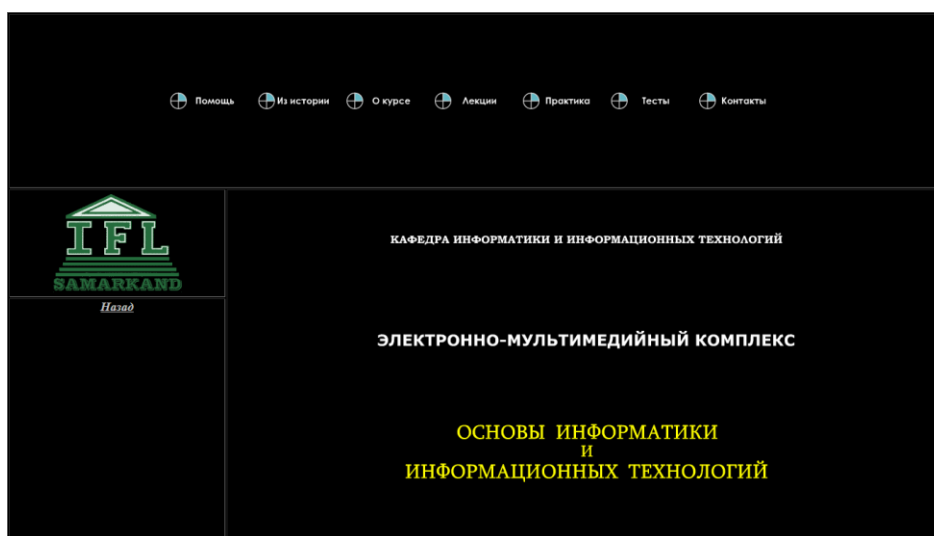 Помощь Из истории О курсе Лекции Практика Тесты Контакты
IFL
SAMARKAND
Назад
КАФЕДРА ИНФОРМАТИКИ И ИНФОРМАЦИОННЫХ ТЕХНОЛОГИЙ
ЭЛЕКТРОННО-МУЛЬТИМЕДИЙНЫЙ КОМПЛЕКС
ОСНОВЫ ИНФОРМАТИКИ
И
ИНФОРМАЦИОННЫХ ТЕХНОЛОГИЙ